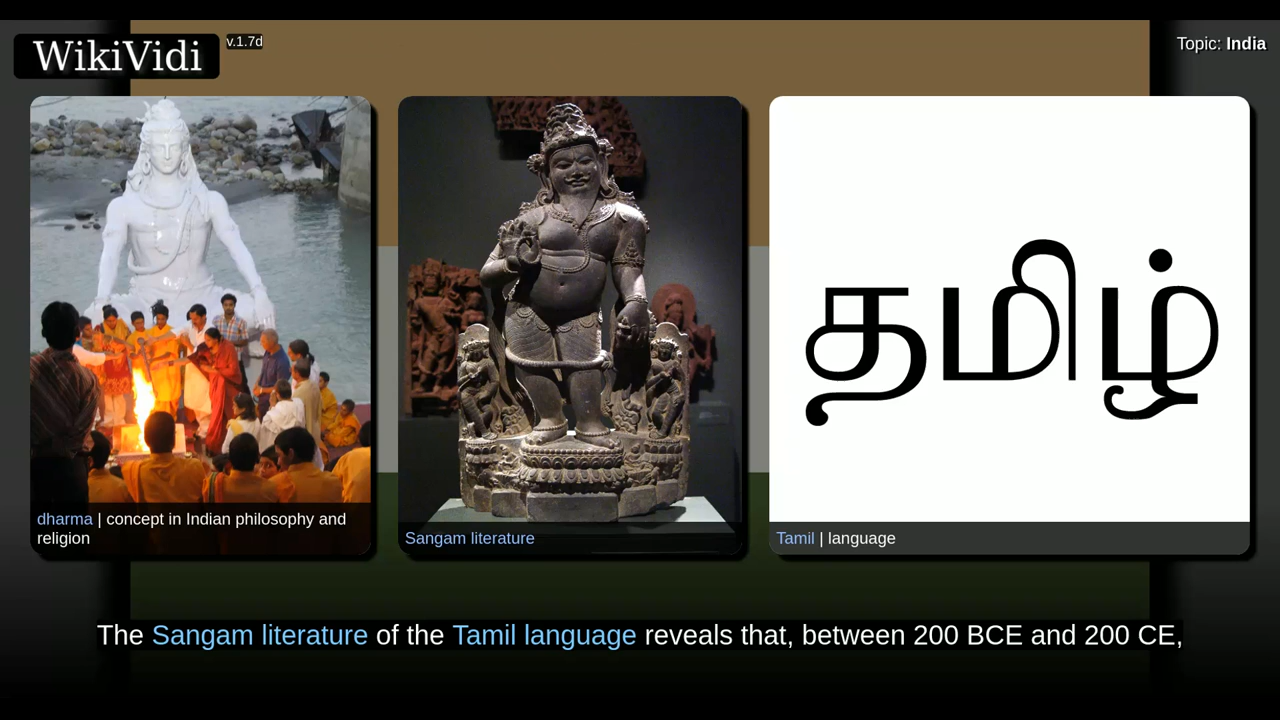 WikiVidi v.1.7d
Topic: India
தமிழ்
dharma | concept in Indian philosophy and
religion
Sangam literature
Tamil | language
The Sangam literature of the Tamil language reveals that, between 200 BCE and 200 CE,